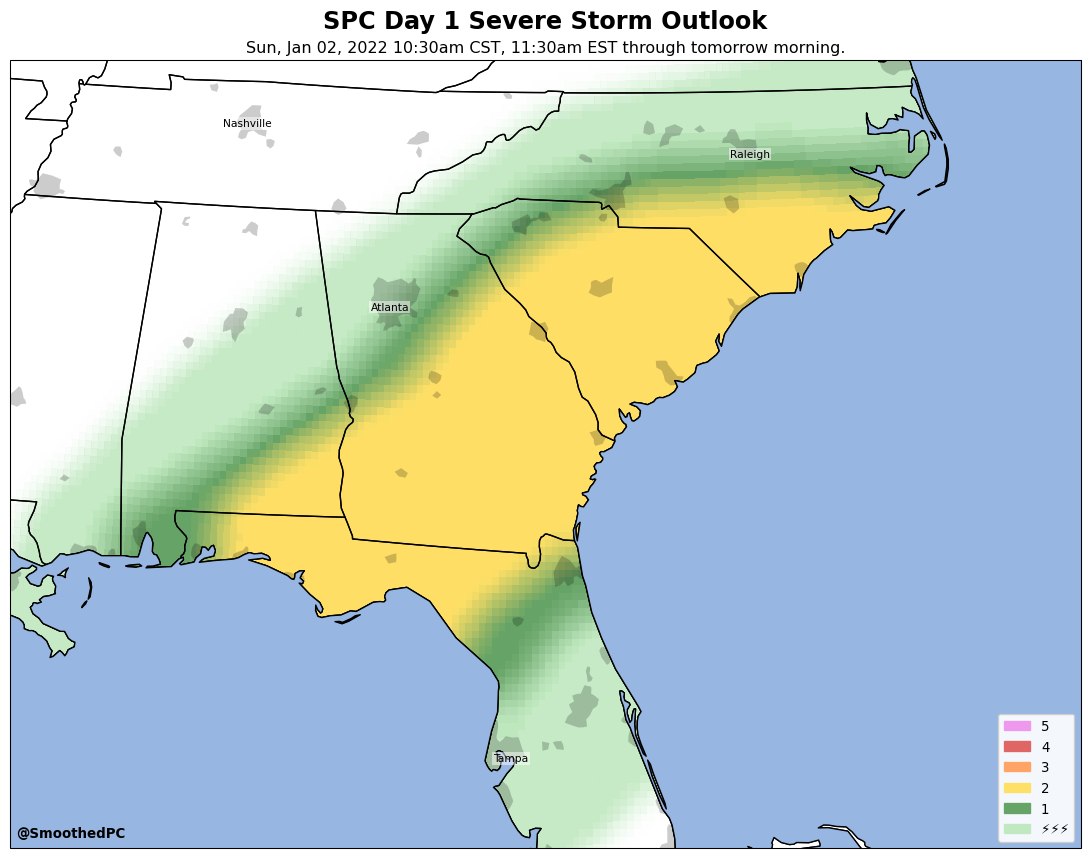 SPC Day 1 Severe Storm Outlook
Sun, Jan 02, 2022 10:30am CST, 11:30am EST through tomorrow morning.
Nashville
Raleigh
Atlanta
Tampa
5
4
3
2
1
⚡⚡⚡
@SmoothedPC